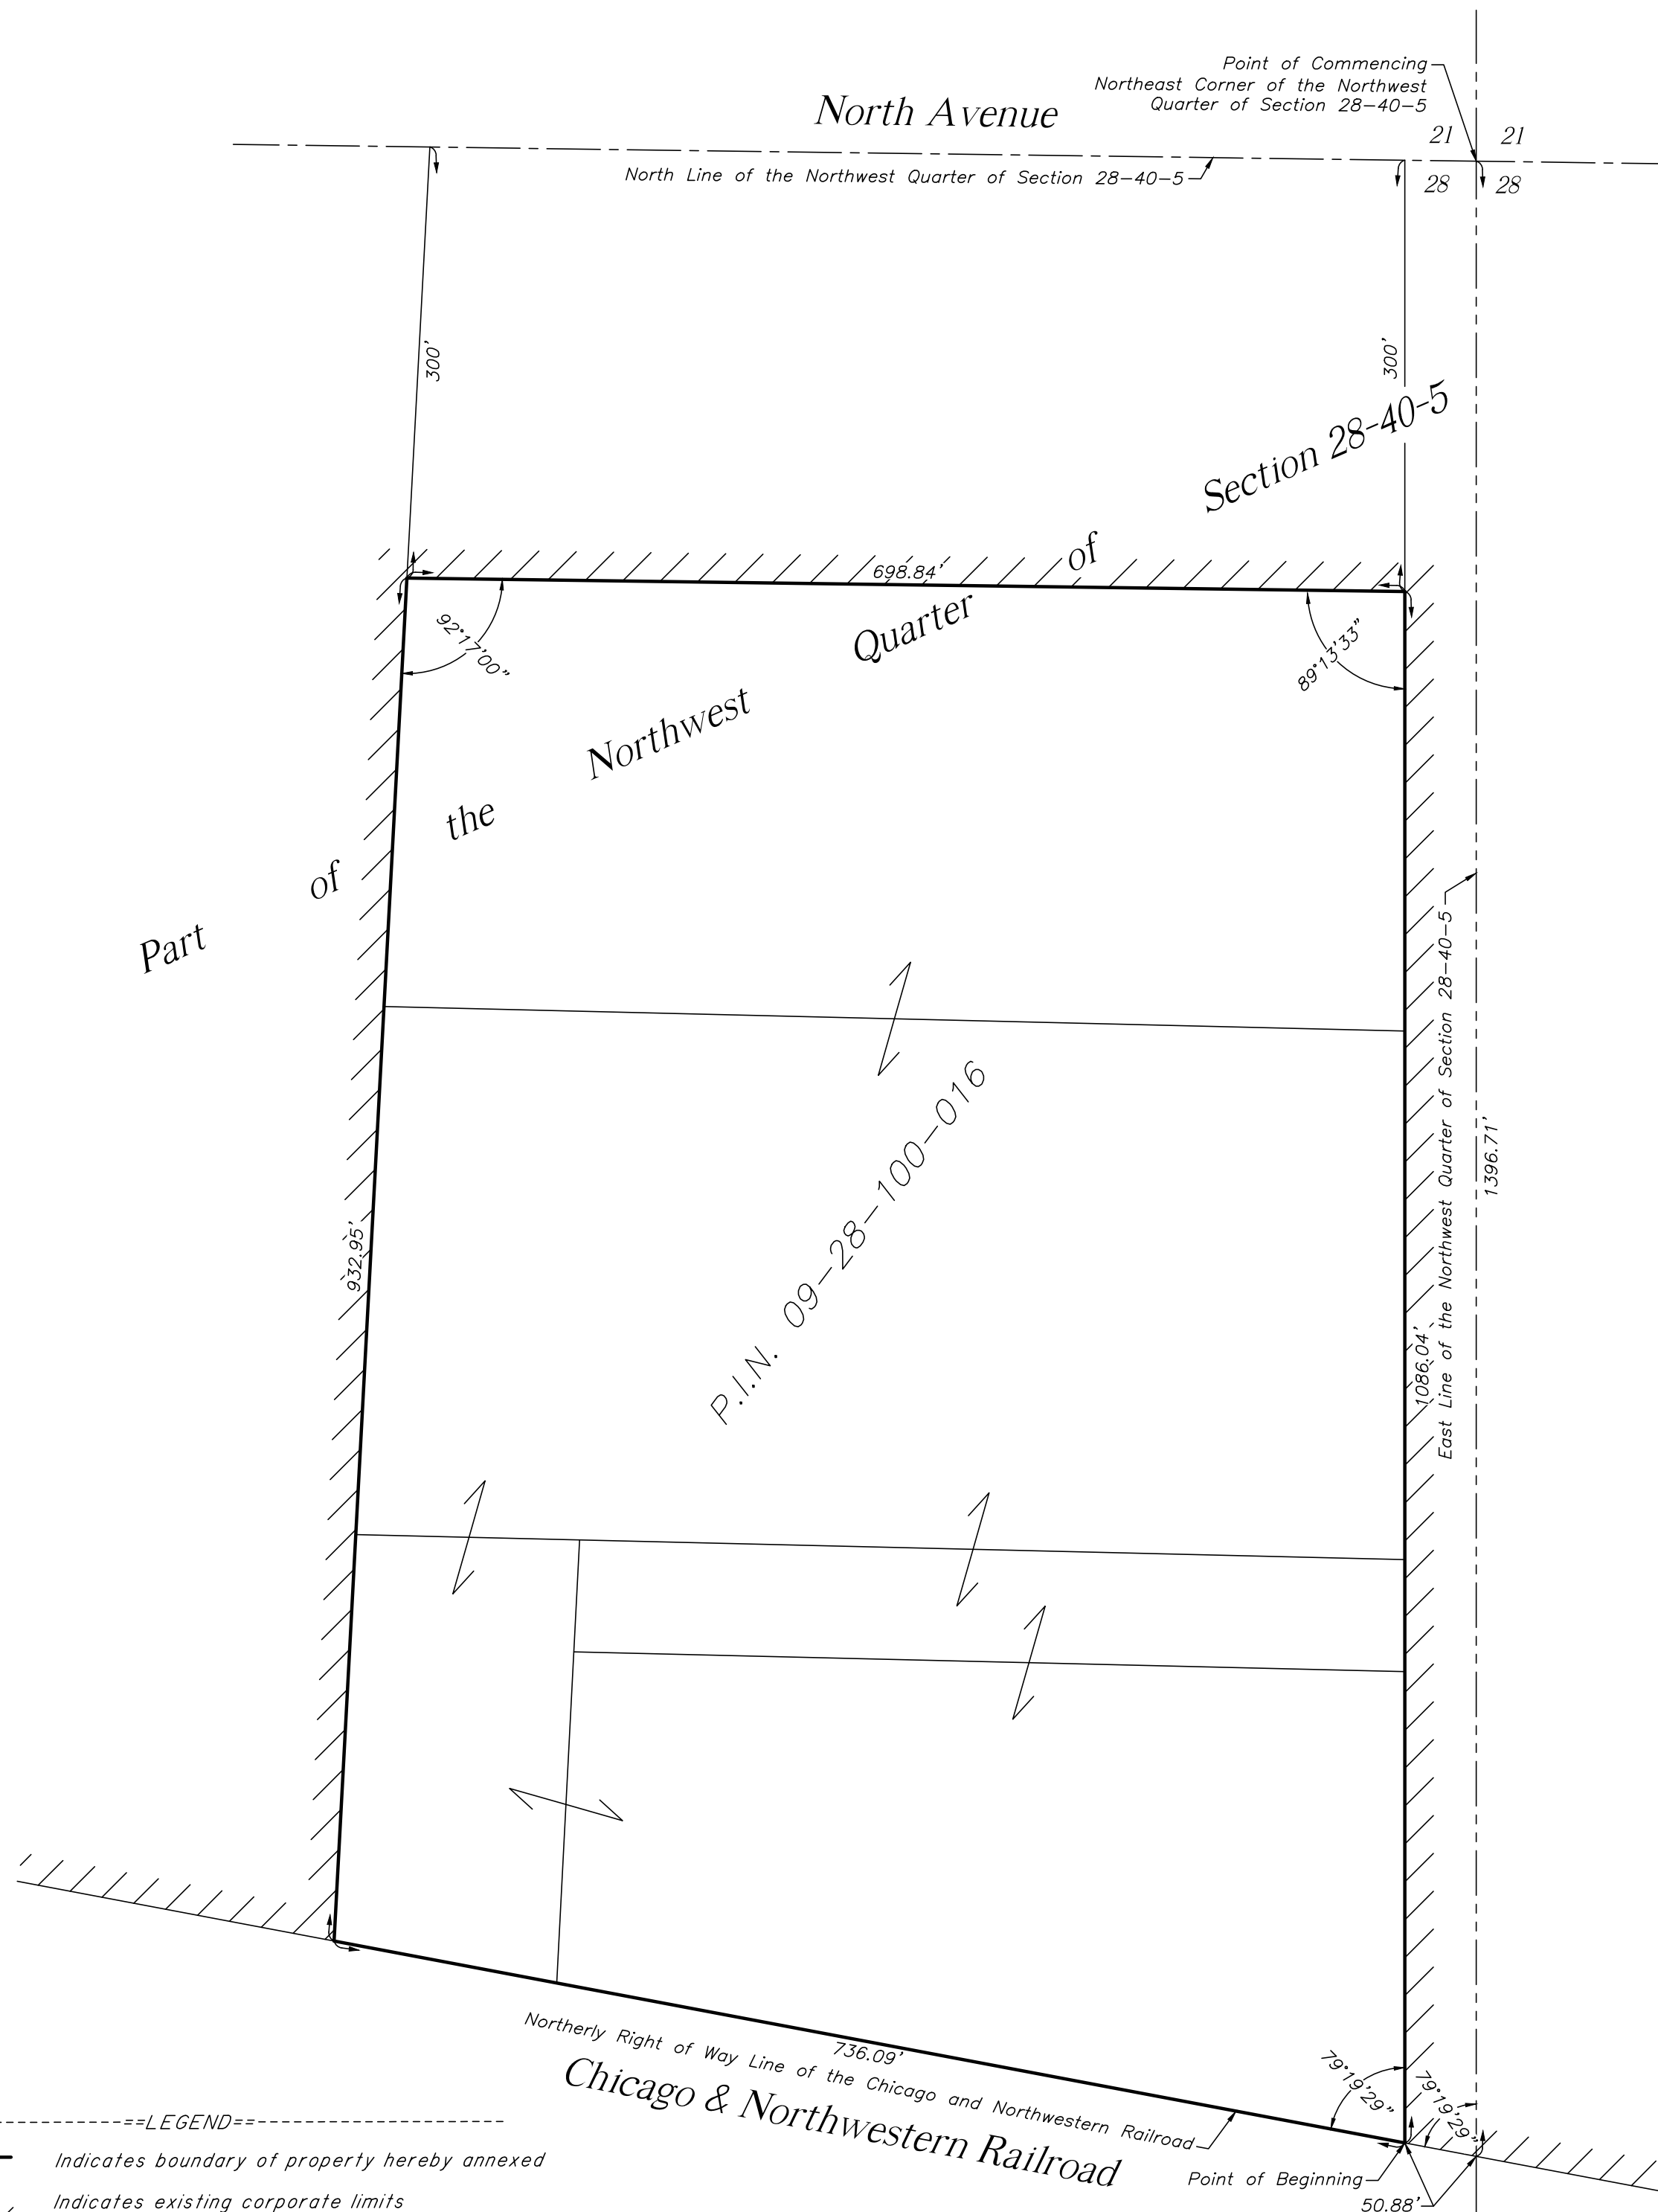 Point of Commencing
Northeast Corner of the Northwest
Quarter of Section 28-40-5
North Avenue
21 21
North Line of the Northwest Quarter of Section 28-40-5
28 28
300'
300'
Part of the Northwest Quarter of Section 28-40-5
698.84'
92°17'00"
89°13'33"
East Line of the Northwest Quarter of Section 28-40-5
1396.71'
P.I.N. 09-28-100-016
932.95'
1086.04'
Northerly Right of Way Line of the Chicago and Northwestern Railroad
736.09'
Chicago & Northwestern Railroad
79°19'29"
79°19'29"
Point of Beginning
50.88'
==LEGEND==
Indicates boundary of property hereby annexed
Indicates existing corporate limits